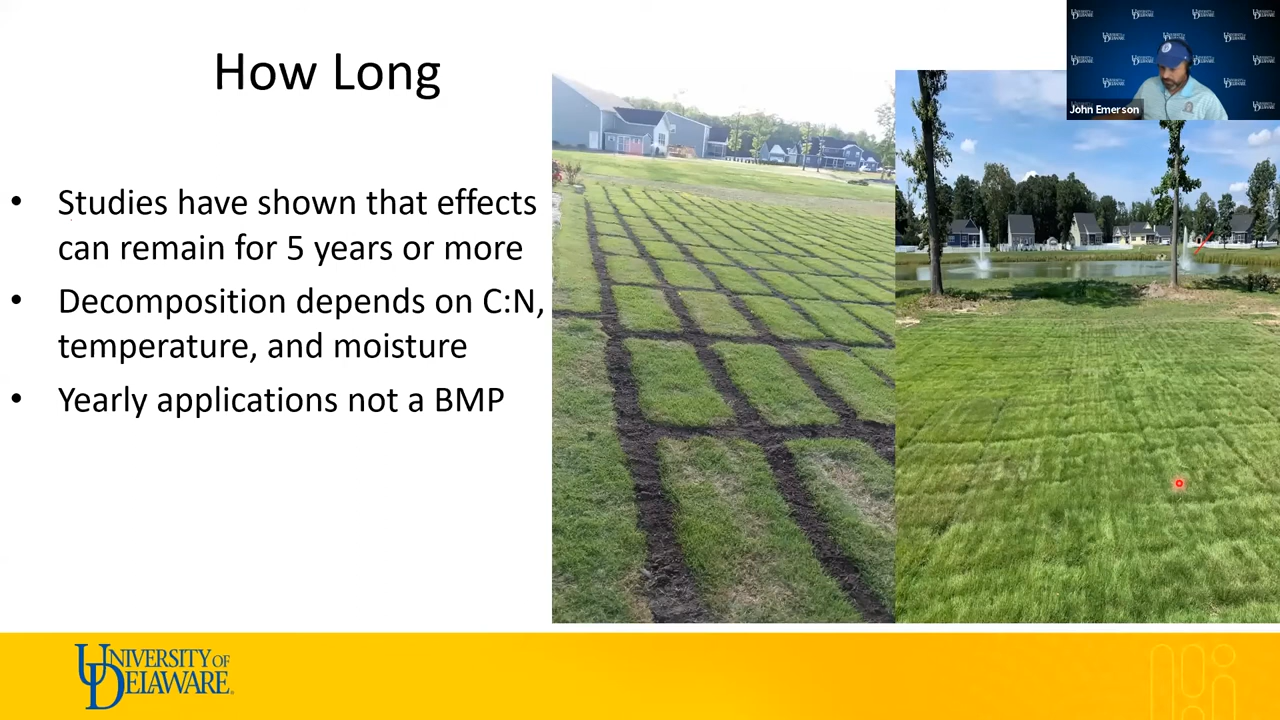 How Long
Studies have shown that effects
can remain for 5 years or more
Decomposition depends on C:N,
temperature, and moisture
Yearly applications not a BMP
John Emerson
UNIVERSITY OF
DELAWARE